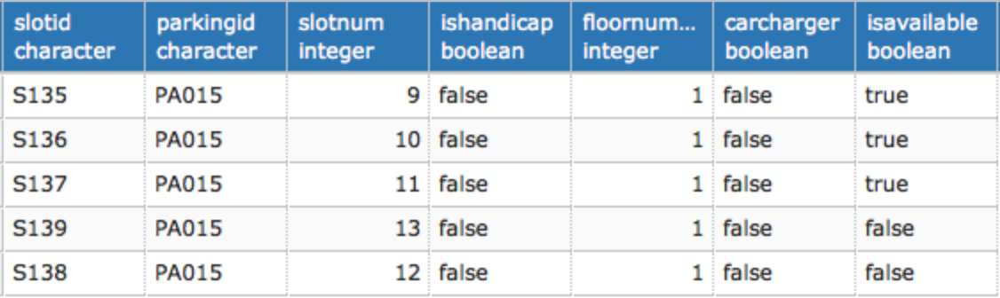 slotid parkingid slotnum ishandicap floornum... carcharger isavailable
character character integer boolean integer boolean boolean
S135 PA015 9 false 1 false true
S136 PA015 10 false 1 false true
S137 PA015 11 false 1 false true
S139 PA015 13 false 1 false false
S138 PA015 12 false 1 false false